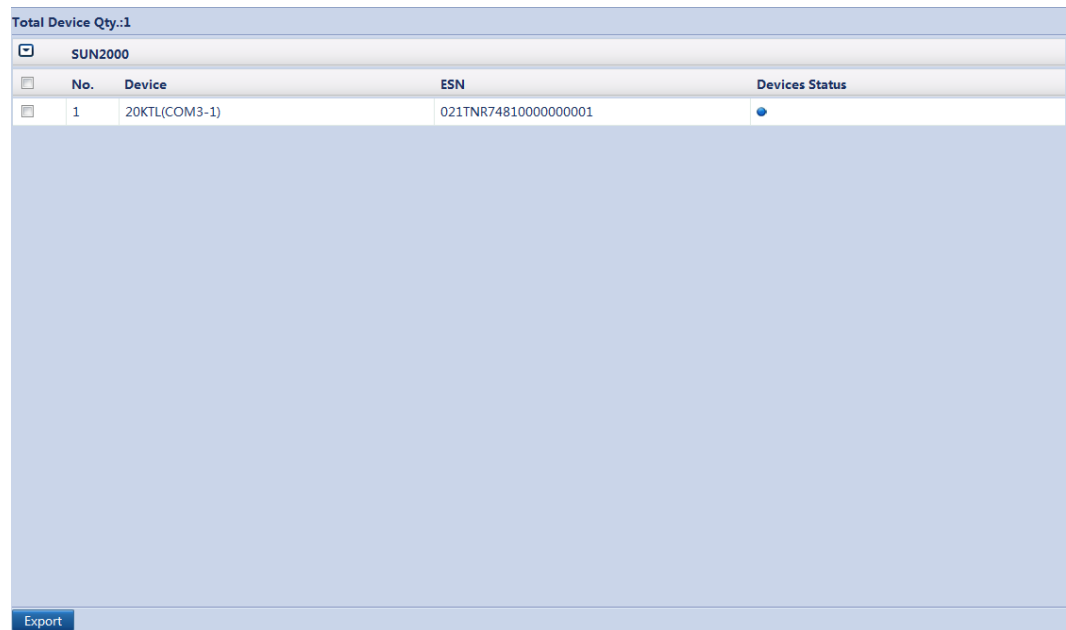 Total Device Qty.:1
SUN2000
No. Device ESN Devices Status
1 20KTL(COM3-1) 021TNR74810000000001
Export